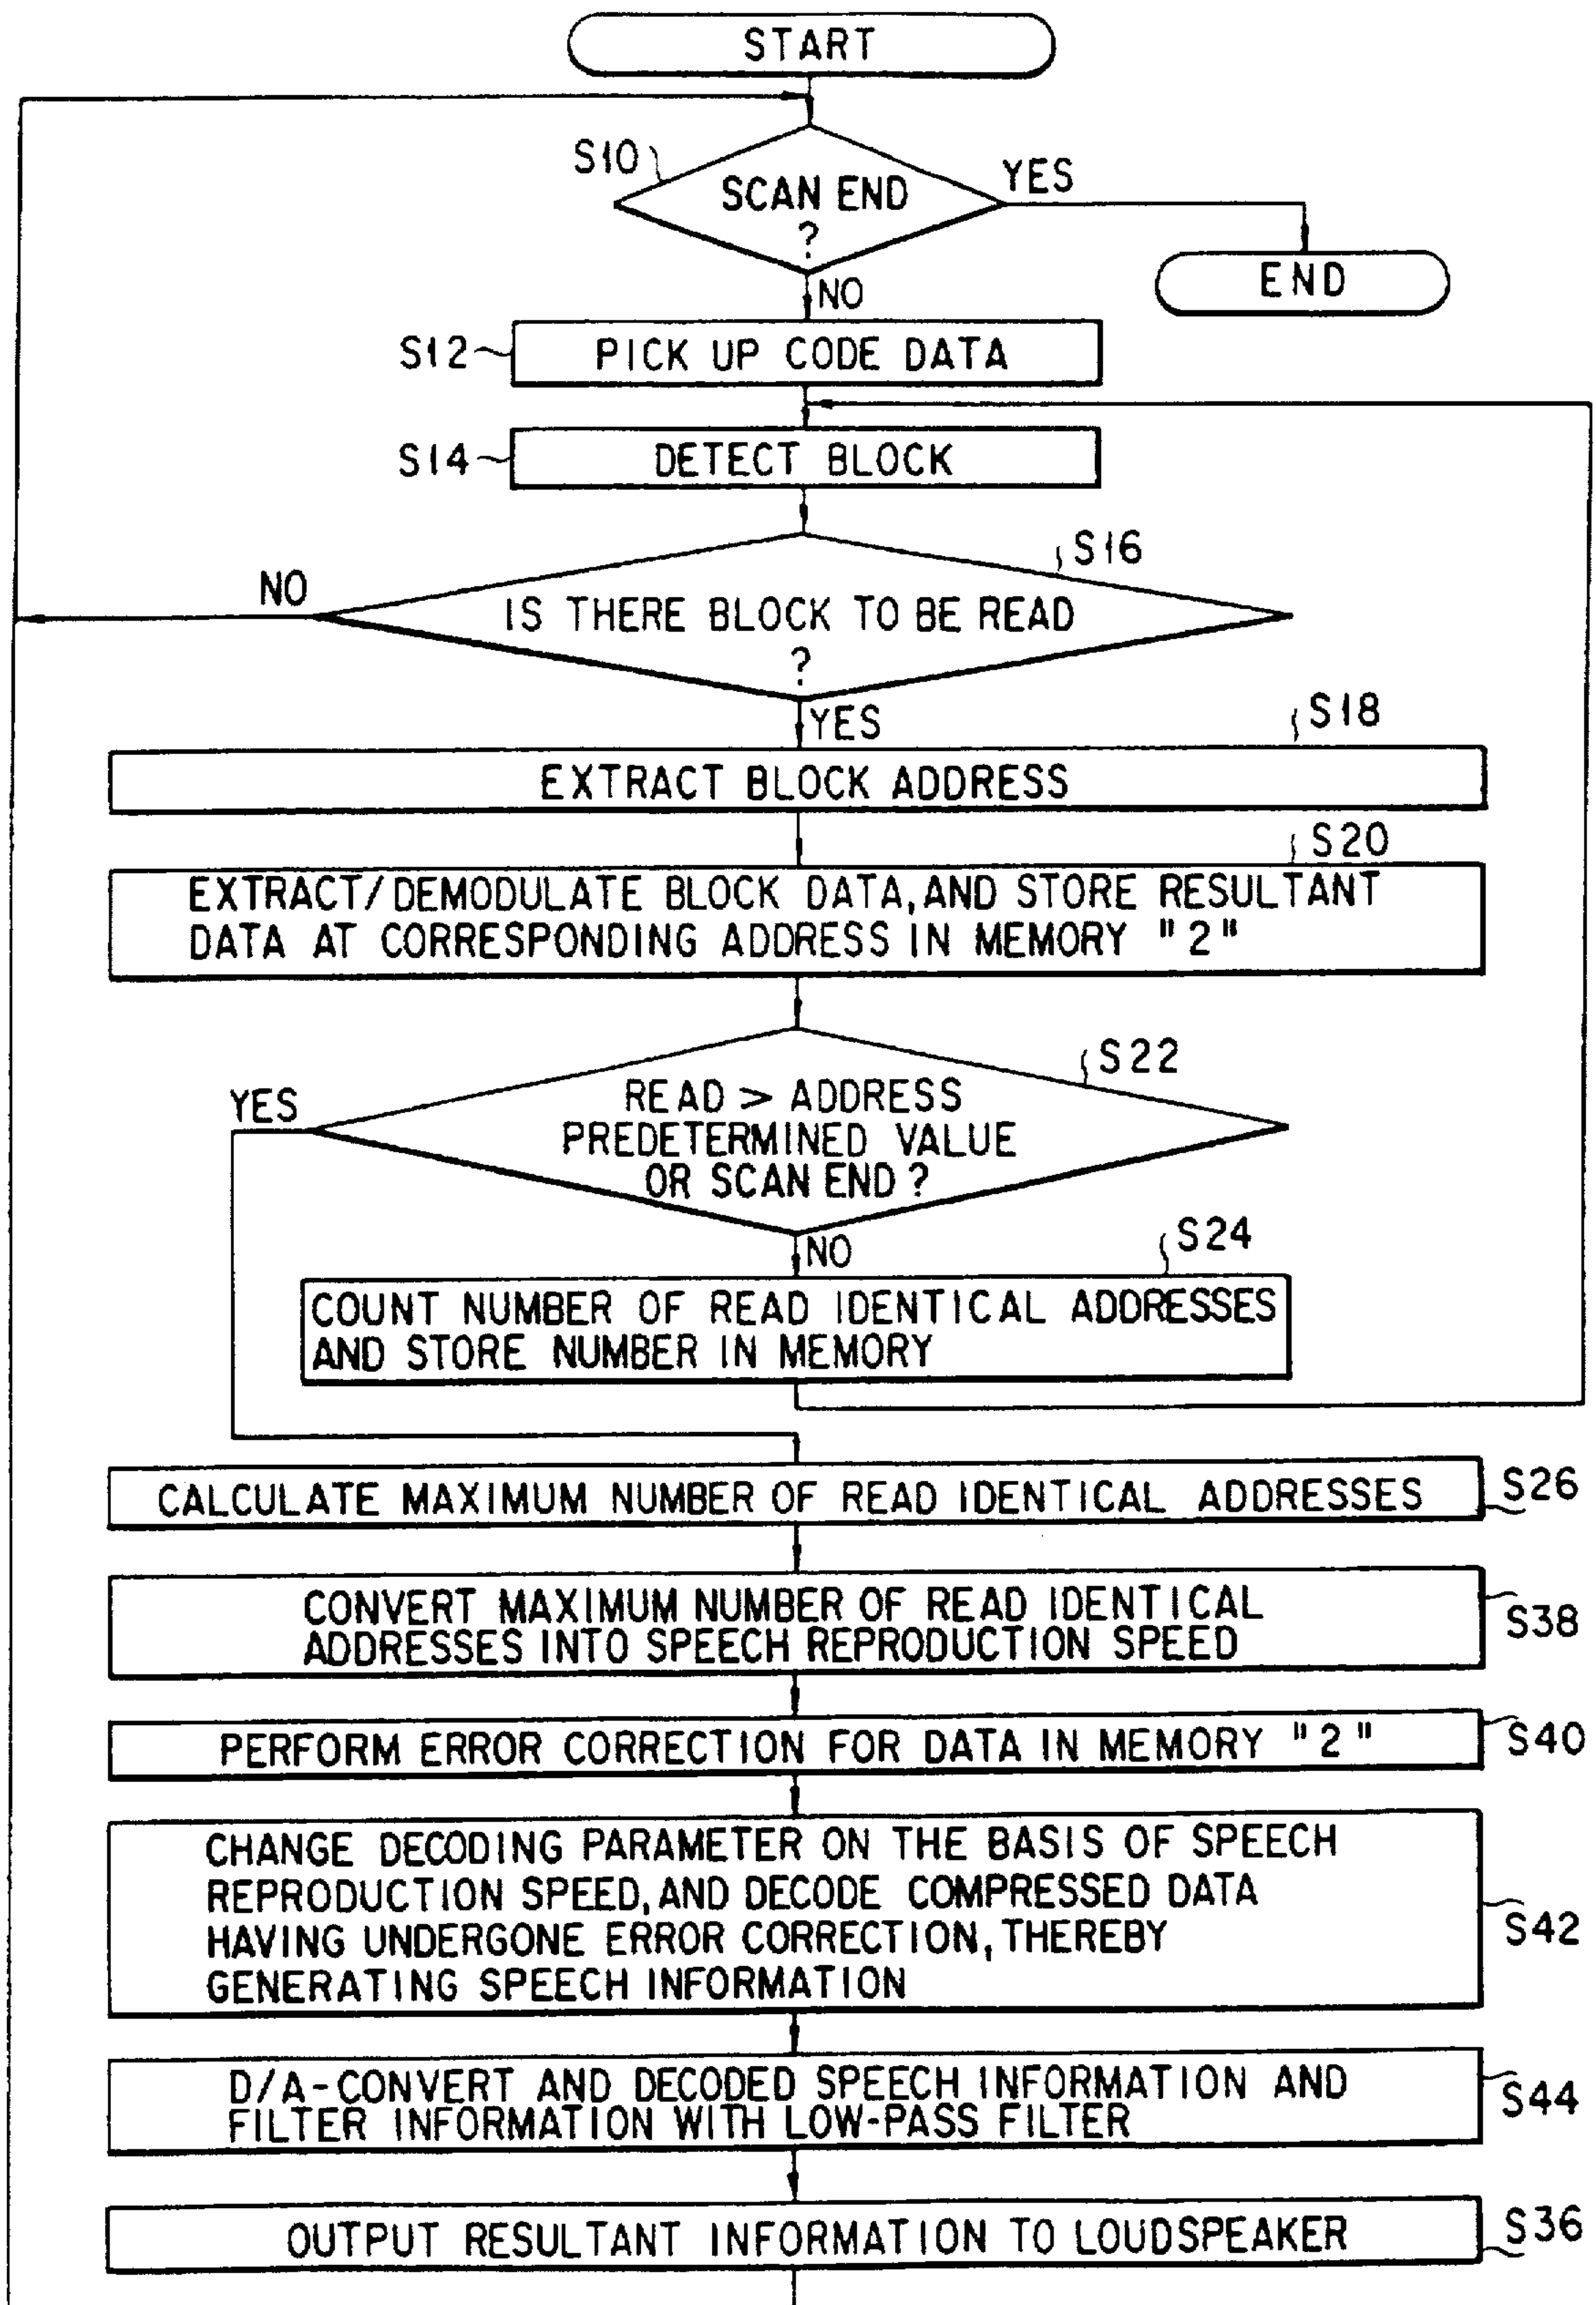 START
S10
SCAN END
?
YES
END
NO
S12
PICK UP CODE DATA
S14
DETECT BLOCK
S16
NO
IS THERE BLOCK TO BE READ
?
YES
S18
EXTRACT BLOCK ADDRESS
S20
EXTRACT/DEMODULATE BLOCK DATA, AND STORE RESULTANT
DATA AT CORRESPONDING ADDRESS IN MEMORY "2"
S22
YES
READ > ADDRESS
PREDETERMINED VALUE
OR SCAN END ?
NO
S24
COUNT NUMBER OF READ IDENTICAL ADDRESSES
AND STORE NUMBER IN MEMORY
CALCULATE MAXIMUM NUMBER OF READ IDENTICAL ADDRESSES
S26
CONVERT MAXIMUM NUMBER OF READ IDENTICAL
ADDRESSES INTO SPEECH REPRODUCTION SPEED
S38
PERFORM ERROR CORRECTION FOR DATA IN MEMORY "2"
S40
CHANGE DECODING PARAMETER ON THE BASIS OF SPEECH
REPRODUCTION SPEED, AND DECODE COMPRESSED DATA
HAVING UNDERGONE ERROR CORRECTION, THEREBY
GENERATING SPEECH INFORMATION
S42
D/A-CONVERT AND DECODED SPEECH INFORMATION AND
FILTER INFORMATION WITH LOW-PASS FILTER
S44
OUTPUT RESULTANT INFORMATION TO LOUDSPEAKER
S36